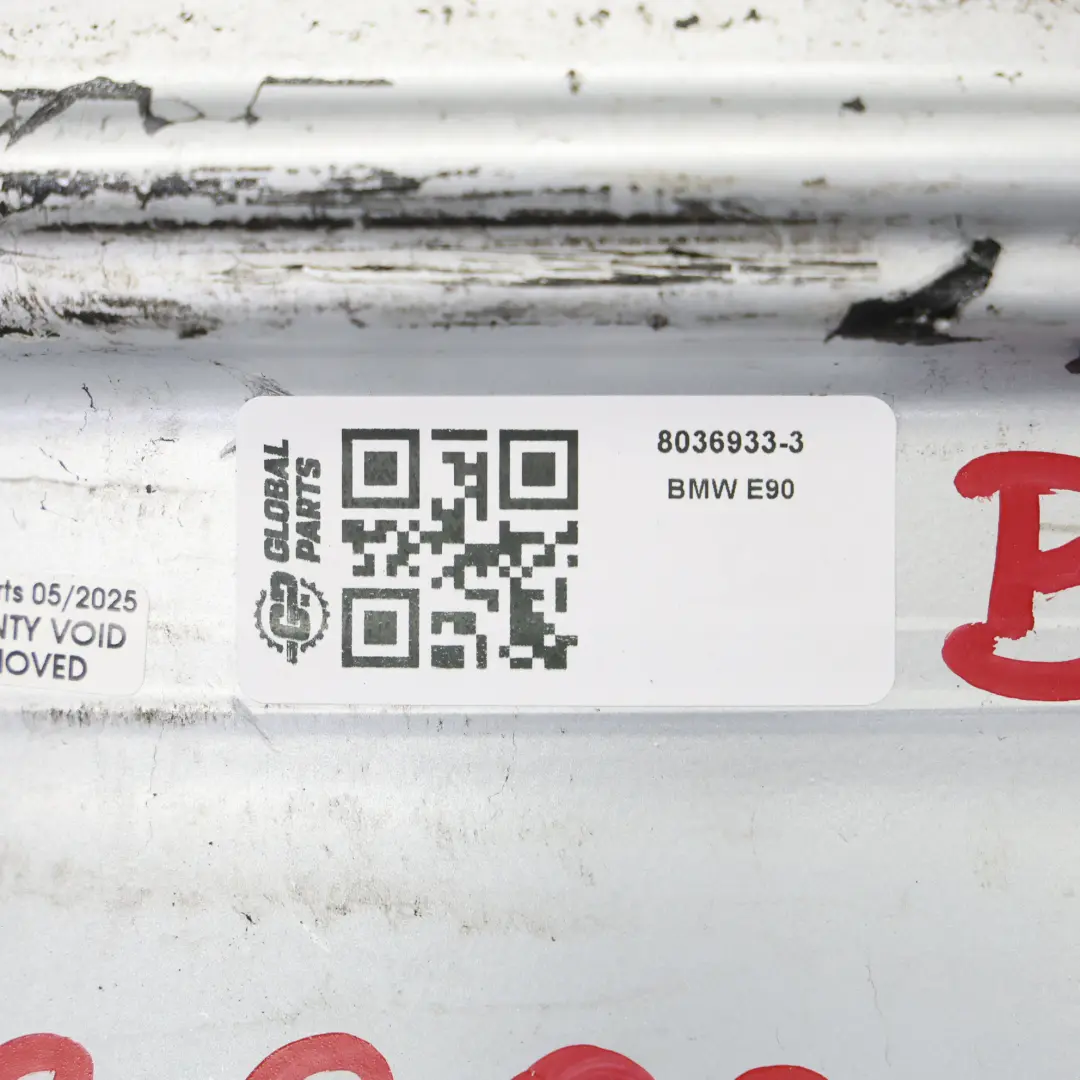 GLOBAL
PARTS
8036933-3
BMW E90
rts 05/2025
NTY VOID
MOVED
B